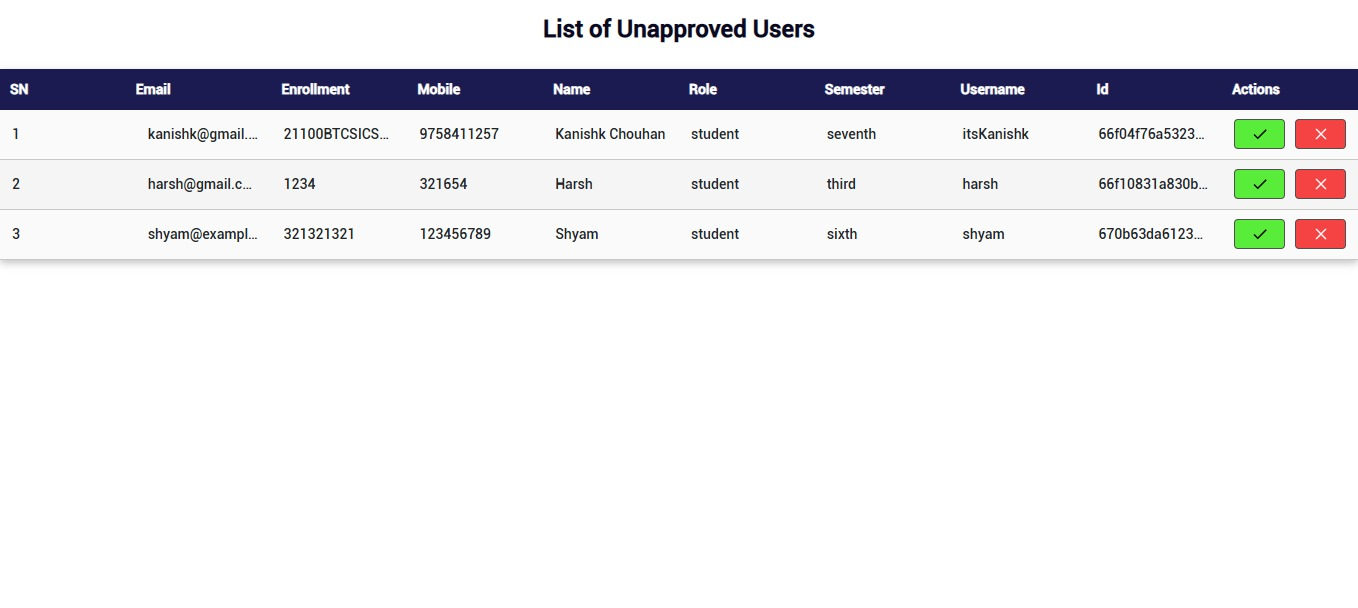 List of Unapproved Users
SN Email Enrollment Mobile Name Role Semester Username Id Actions
1 kanishk@gmail.... 21100BTCSICS... 9758411257 Kanishk Chouhan student seventh itsKanishk 66f04f76a5323...
2 harsh@gmail.c... 1234 321654 Harsh student third harsh 66f10831a830b...
3 shyam@exampl... 321321321 123456789 Shyam student sixth shyam 670b63da6123...